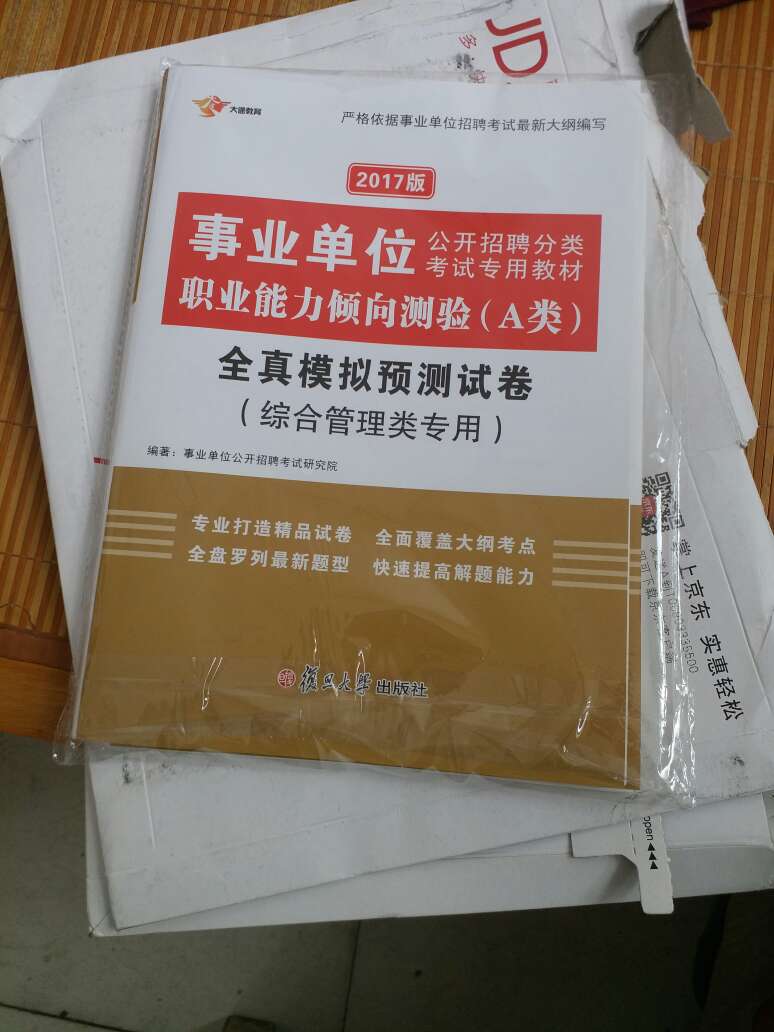 JD
多
大途教育
严格依据事业单位招聘考试最新大纲编写
2017版
事业单位
公开招聘分类
考试专用教材
职业能力倾向测验(A类)
全真模拟预测试卷
(综合管理类专用)
编著:事业单位公开招聘考试研究院
专业打造精品试卷 全面覆盖大纲考点
全盘罗列最新题型 快速提高解题能力
復旦大学出版社
掌上京东 实惠轻松
open